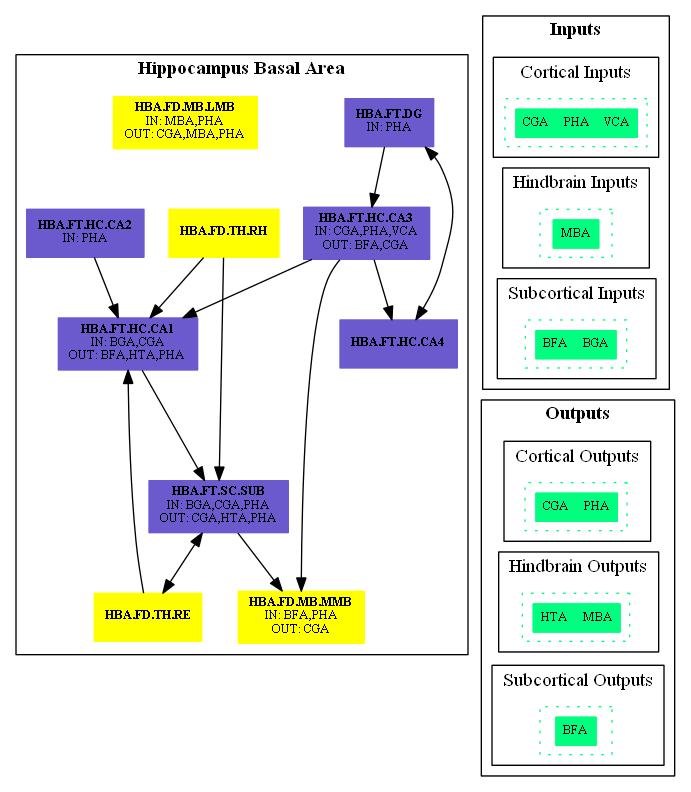 Hippocampus Basal Area
HBA.FD.MB.LMB
IN: MBA,PHA
OUT: CGA,MBA,PHA
HBA.FT.DG
IN: PHA
HBA.FT.HC.CA2
IN: PHA
HBA.FD.TH.RH
HBA.FT.HC.CA3
IN: CGA,PHA,VCA
OUT: BFA,CGA
HBA.FT.HC.CA1
IN: BGA,CGA
OUT: BFA,HTA,PHA
HBA.FT.HC.CA4
HBA.FT.SC.SUB
IN: BGA,CGA,PHA
OUT: CGA,HTA,PHA
HBA.FD.TH.RE
HBA.FD.MB.MMB
IN: BFA,PHA
OUT: CGA
Inputs
Cortical Inputs
CGA PHA VCA
Hindbrain Inputs
MBA
Subcortical Inputs
BFA BGA
Outputs
Cortical Outputs
CGA PHA
Hindbrain Outputs
HTA MBA
Subcortical Outputs
BFA